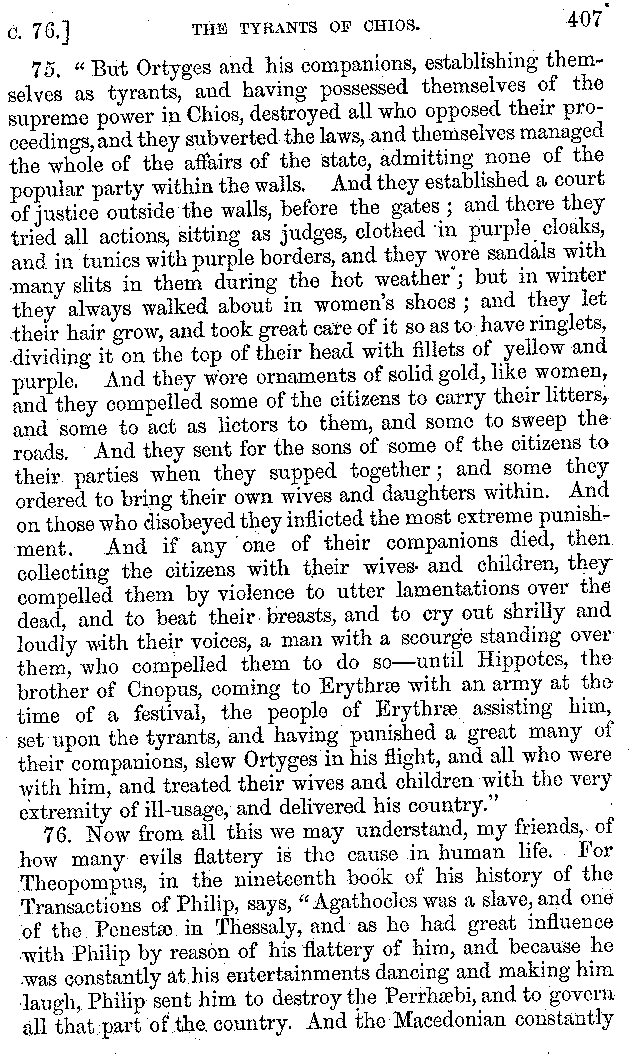 C. 76.] THE TYRANTS OF CHIOS. 407
75. “ But Ortyges and his companions, establishing them-
selves as tyrants, and having possessed themselves of the
supreme power in Chios, destroyed all who opposed their pro-
ceedings, and they subverted the laws, and themselves managed
the whole of the affairs of the state, admitting none of the
popular party within the walls. And they established a court
of justice outside the walls, before the gates ; and there they
tried all actions, sitting as judges, clothed in purple cloaks,
and in tunics with purple borders, and they wore sandals with
many slits in them during the hot weather ; but in winter
they always walked about in women’s shoes ; and they let
their hair grow, and took great care of it so as to have ringlets,
dividing it on the top of their head with fillets of yellow and
purple. And they wore ornaments of solid gold, like women,
and they compelled some of the citizens to carry their litters,
and some to act as lictors to them, and some to sweep the
roads. And they sent for the sons of some of the citizens to
their parties when they supped together ; and some they
ordered to bring their own wives and daughters within. And
on those who disobeyed they inflicted the most extreme punish-
ment. And if any one of their companions died, then
collecting the citizens with their wives and children, they
compelled them by violence to utter lamentations over the
dead, and to beat their breasts, and to cry out shrilly and
loudly with their voices, a man with a scourge standing over
them, who compelled them to do so—until Hippotes, the
brother of Cnopus, coming to Erythræ with an army at the
time of a festival, the people of Erythræ assisting him,
set upon the tyrants, and having punished a great many of
their companions, slew Ortyges in his flight, and all who were
with him, and treated their wives and children with the very
extremity of ill-usage, and delivered his country.”
76. Now from all this we may understand, my friends, of
how many evils flattery is the cause in human life. For
Theopompus, in the nineteenth book of his history of the
Transactions of Philip, says, “Agathocles was a slave, and one
of the Penestæ in Thessaly, and as he had great influence
with Philip by reason of his flattery of him, and because he
was constantly at his entertainments dancing and making him
laugh, Philip sent him to destroy the Perrhæbi, and to govern
all that part of the country. And the Macedonian constantly